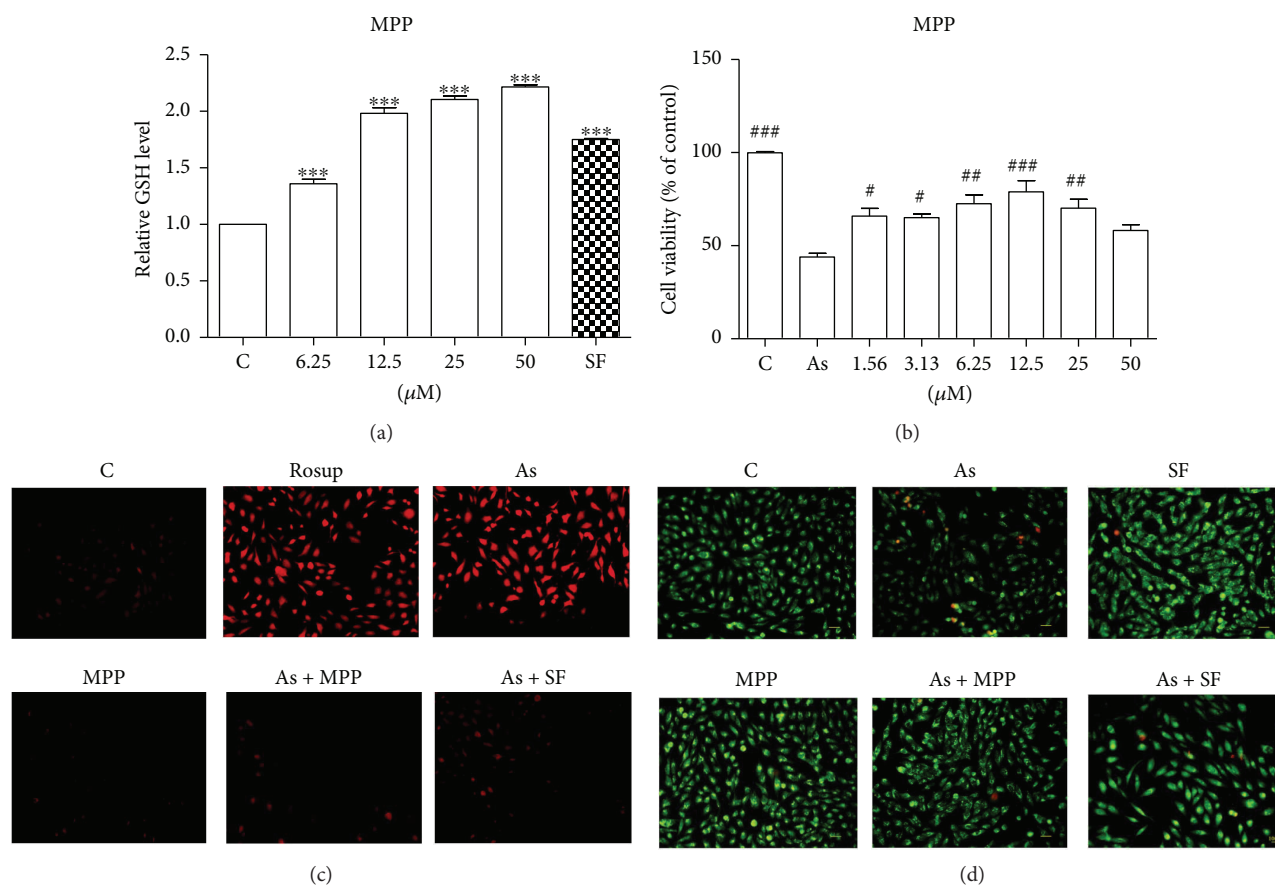 MPP
Relative GSH level
2.5
2.0
1.5
1.0
0.5
0.0
***
***
***
***
***
C 6.25 12.5 25 50 SF
(μM)
(a)
MPP
Cell viability (% of control)
150
100
50
0
###
#
#
##
###
##
C As 1.56 3.13 6.25 12.5 25 50
(μM)
(b)
C Rosup As
MPP As + MPP As + SF
(c)
C As SF
MPP As + MPP As + SF
(d)